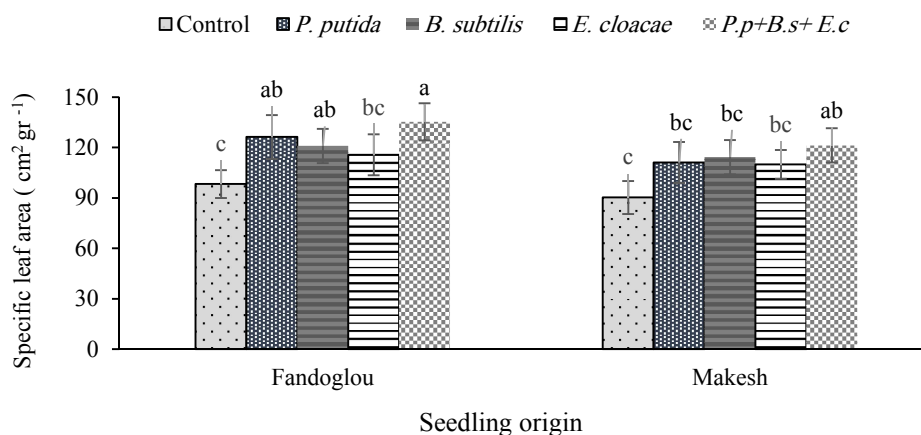 Control P. putida B. subtilis E. cloacae P.p+B.s+ E.c
Specific leaf area ( cm² gr ⁻¹)
150
120
90
60
30
0
c ab ab bc a
c bc bc bc ab
Fandoglou Makesh
Seedling origin